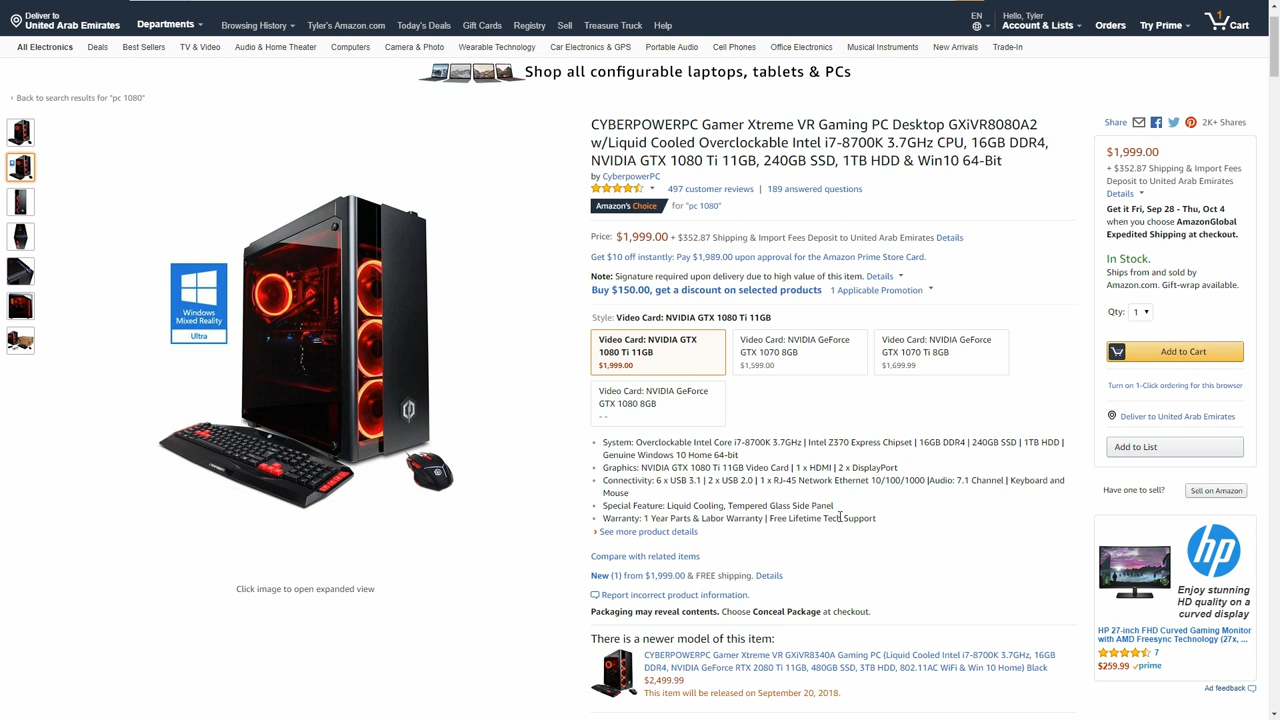 Deliver to
United Arab Emirates
Departments
Browsing History
Tyler's Amazon.com
Today's Deals
Gift Cards
Registry
Sell
Treasure Truck
Help
EN
Hello, Tyler
Account & Lists
Orders
Try Prime
1
Cart
All Electronics
Deals
Best Sellers
TV & Video
Audio & Home Theater
Computers
Camera & Photo
Wearable Technology
Car Electronics & GPS
Portable Audio
Cell Phones
Office Electronics
Musical Instruments
New Arrivals
Trade-In
Shop all configurable laptops, tablets & PCs
‹ Back to search results for "pc 1080"
Windows
Mixed Reality
Ultra
Click image to open expanded view
CYBERPOWERPC Gamer Xtreme VR Gaming PC Desktop GXiVR8080A2
w/Liquid Cooled Overclockable Intel i7-8700K 3.7GHz CPU, 16GB DDR4,
NVIDIA GTX 1080 Ti 11GB, 240GB SSD, 1TB HDD & Win10 64-Bit
by CyberpowerPC
497 customer reviews | 189 answered questions
Amazon's Choice for "pc 1080"
Price: $1,999.00 + $352.87 Shipping & Import Fees Deposit to United Arab Emirates Details
Get $10 off instantly: Pay $1,989.00 upon approval for the Amazon Prime Store Card.
Note: Signature required upon delivery due to high value of this item. Details
Buy $150.00, get a discount on selected products 1 Applicable Promotion
Style: Video Card: NVIDIA GTX 1080 Ti 11GB
Video Card: NVIDIA GTX
1080 Ti 11GB
$1,999.00
Video Card: NVIDIA GeForce
GTX 1070 8GB
$1,599.00
Video Card: NVIDIA GeForce
GTX 1070 Ti 8GB
$1,699.99
Video Card: NVIDIA GeForce
GTX 1080 8GB
- -
System: Overclockable Intel Core i7-8700K 3.7GHz | Intel Z370 Express Chipset | 16GB DDR4 | 240GB SSD | 1TB HDD |
Genuine Windows 10 Home 64-bit
Graphics: NVIDIA GTX 1080 Ti 11GB Video Card | 1 x HDMI | 2 x DisplayPort
Connectivity: 6 x USB 3.1 | 2 x USB 2.0 | 1 x RJ-45 Network Ethernet 10/100/1000 |Audio: 7.1 Channel | Keyboard and
Mouse
Special Feature: Liquid Cooling, Tempered Glass Side Panel
Warranty: 1 Year Parts & Labor Warranty | Free Lifetime Tech Support
› See more product details
Compare with related items
New (1) from $1,999.00 & FREE shipping. Details
Report incorrect product information.
Packaging may reveal contents. Choose Conceal Package at checkout.
There is a newer model of this item:
CYBERPOWERPC Gamer Xtreme VR GXiVR8340A Gaming PC (Liquid Cooled Intel i7-8700K 3.7GHz, 16GB
DDR4, NVIDIA GeForce RTX 2080 Ti 11GB, 480GB SSD, 3TB HDD, 802.11AC WiFi & Win 10 Home) Black
$2,499.99
This item will be released on September 20, 2018.
Share
2K+ Shares
$1,999.00
+ $352.87 Shipping & Import Fees
Deposit to United Arab Emirates
Details
Get it Fri, Sep 28 - Thu, Oct 4
when you choose AmazonGlobal
Expedited Shipping at checkout.
In Stock.
Ships from and sold by
Amazon.com. Gift-wrap available.
Qty: 1
Add to Cart
Turn on 1-Click ordering for this browser
Deliver to United Arab Emirates
Add to List
Have one to sell? Sell on Amazon
hp
Enjoy stunning
HD quality on a
curved display
HP 27-inch FHD Curved Gaming Monitor
with AMD Freesync Technology (27x, ...
7
$259.99 prime
Ad feedback